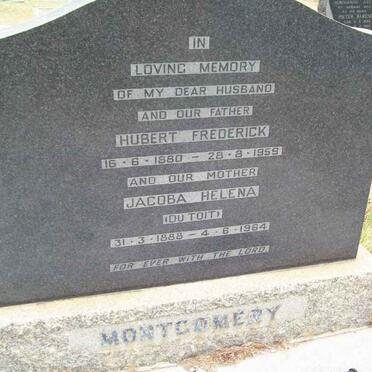 IN
LOVING MEMORY
OF MY DEAR HUSBAND
AND OUR FATHER
HUBERT FREDERICK
16-6-1880 - 28-8-1959
AND OUR MOTHER
JACOBA HELENA
(DU TOIT)
31-3-1888 - 4-6-1964
FOR EVER WITH THE LORD
MONTGOMERY